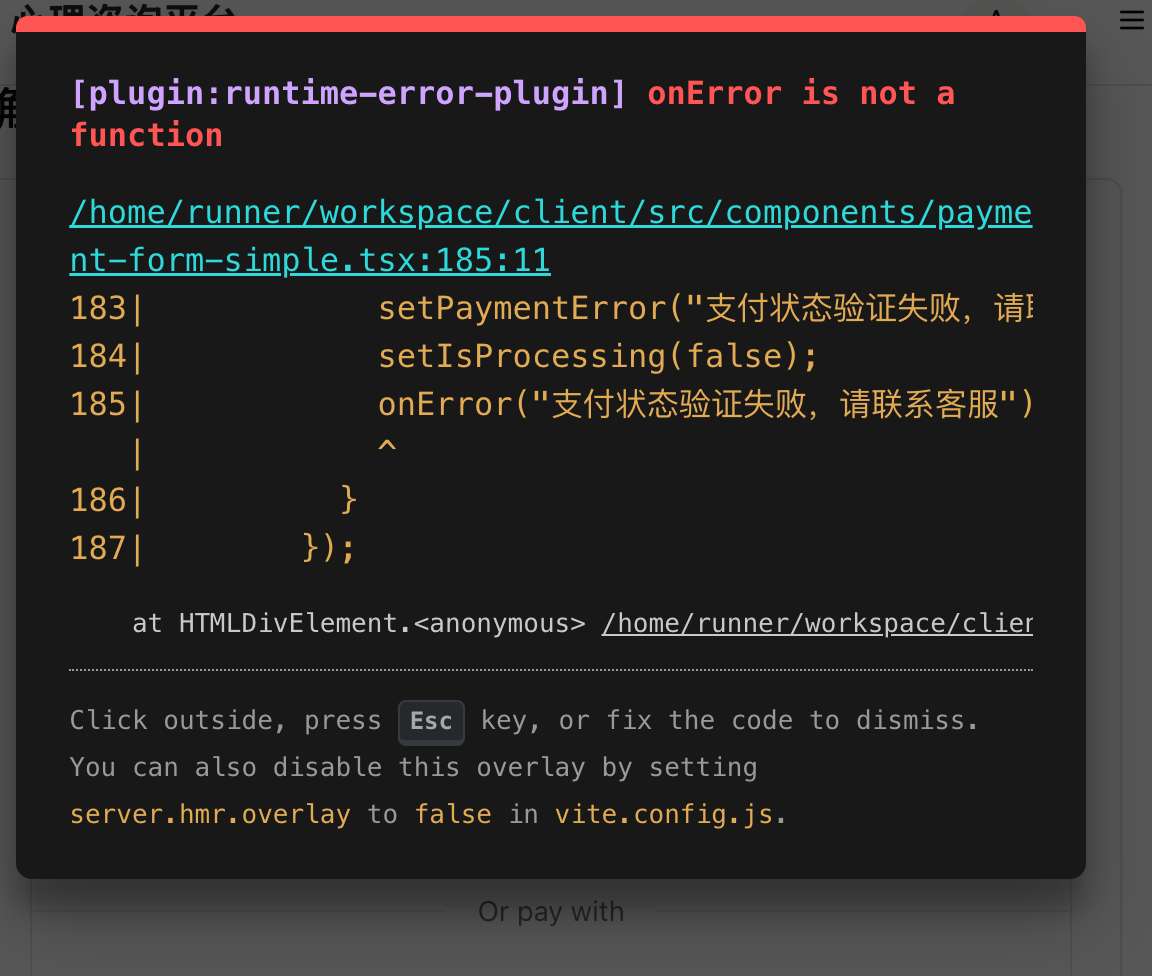 [plugin:runtime-error-plugin] onError is not a
function
/home/runner/workspace/client/src/components/payme
nt-form-simple.tsx:185:11
183|            setPaymentError("支付状态验证失败，请
184|            setIsProcessing(false);
185|            onError("支付状态验证失败，请联系客服")
   |            ^
186|          }
187|        });
at HTMLDivElement.<anonymous> /home/runner/workspace/clien
Click outside, press Esc key, or fix the code to dismiss.
You can also disable this overlay by setting
server.hmr.overlay to false in vite.config.js.
Or pay with